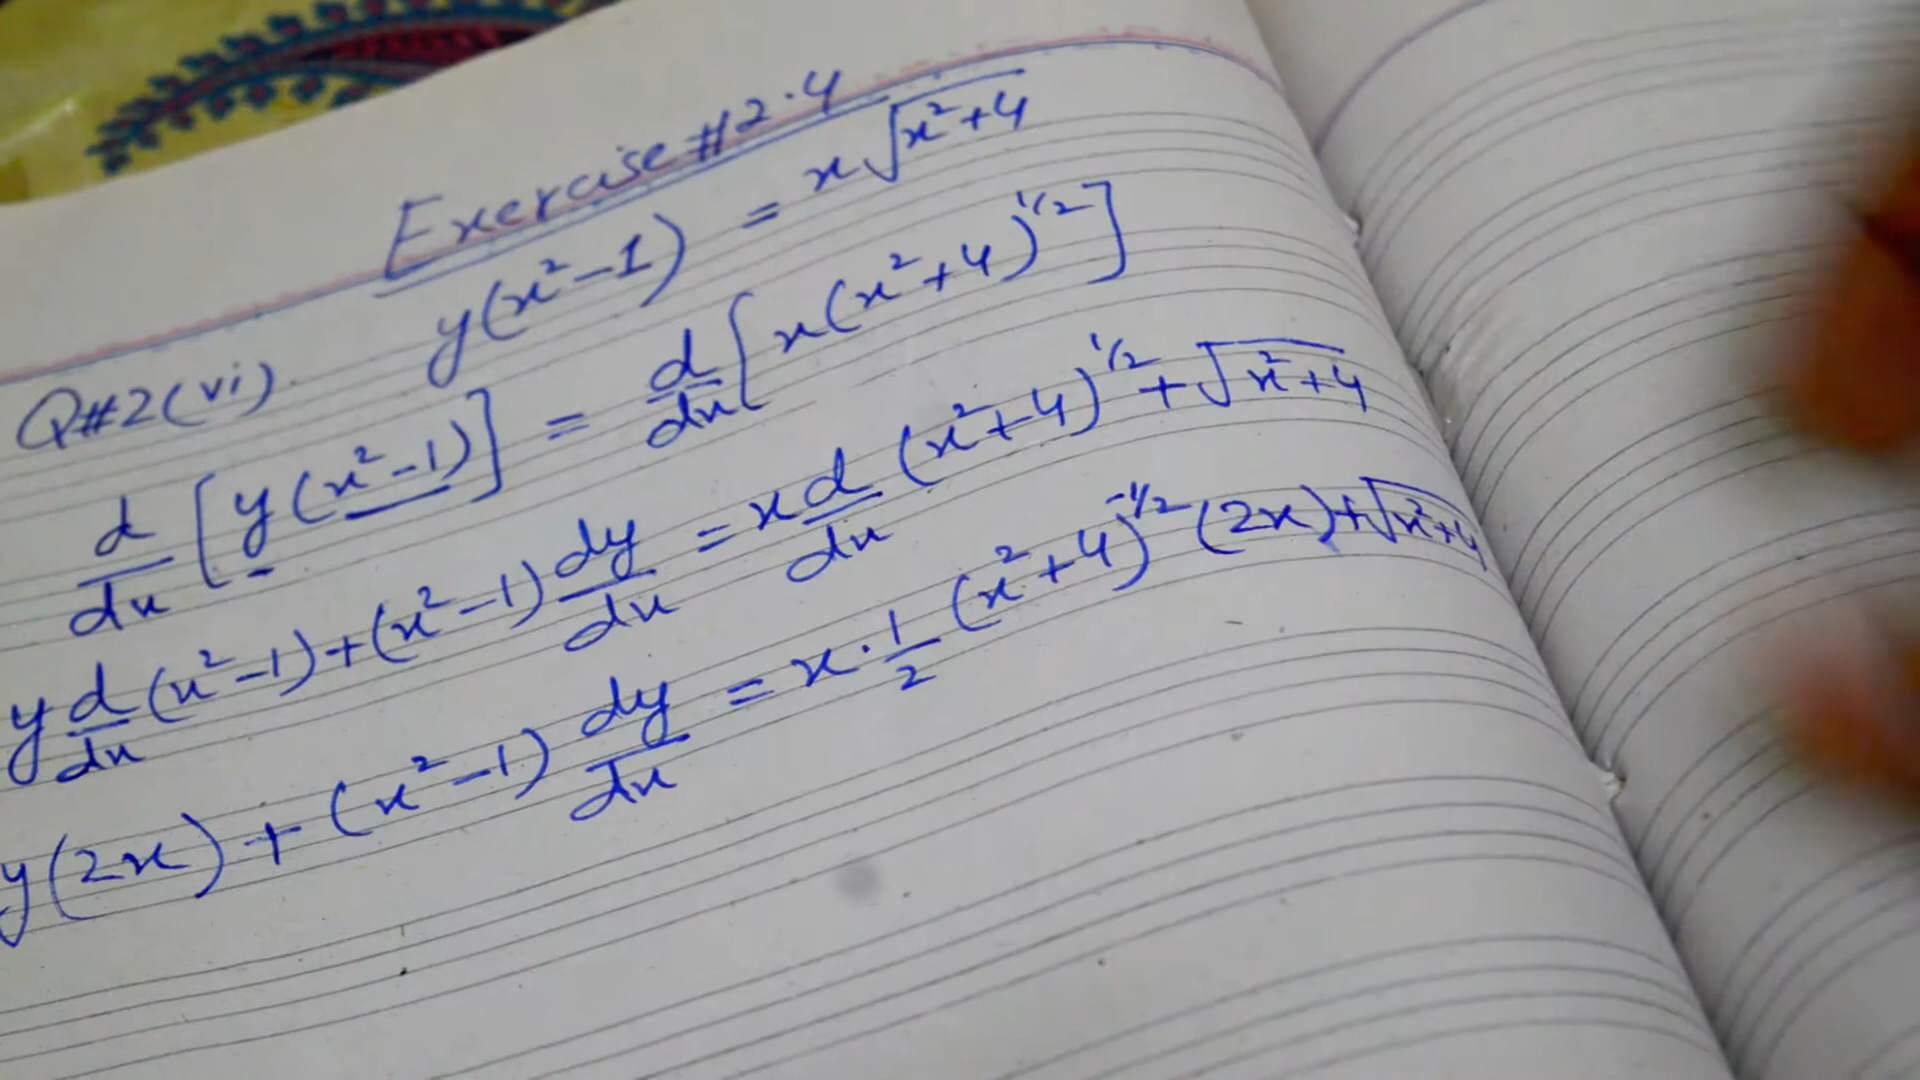 Exercise #2.4
Q#2(vi) y(x²-1) = x√(x²+4)
d/dx [y(x²-1)] = d/dx [x(x²+4)^1/2]
y d/dx (x²-1)+(x²-1) dy/dx = x d/dx (x²+4)^1/2 + √(x²+4)
y(2x) + (x²-1) dy/dx = x · 1/2 (x²+4)^-1/2 (2x) + √(x²+4)